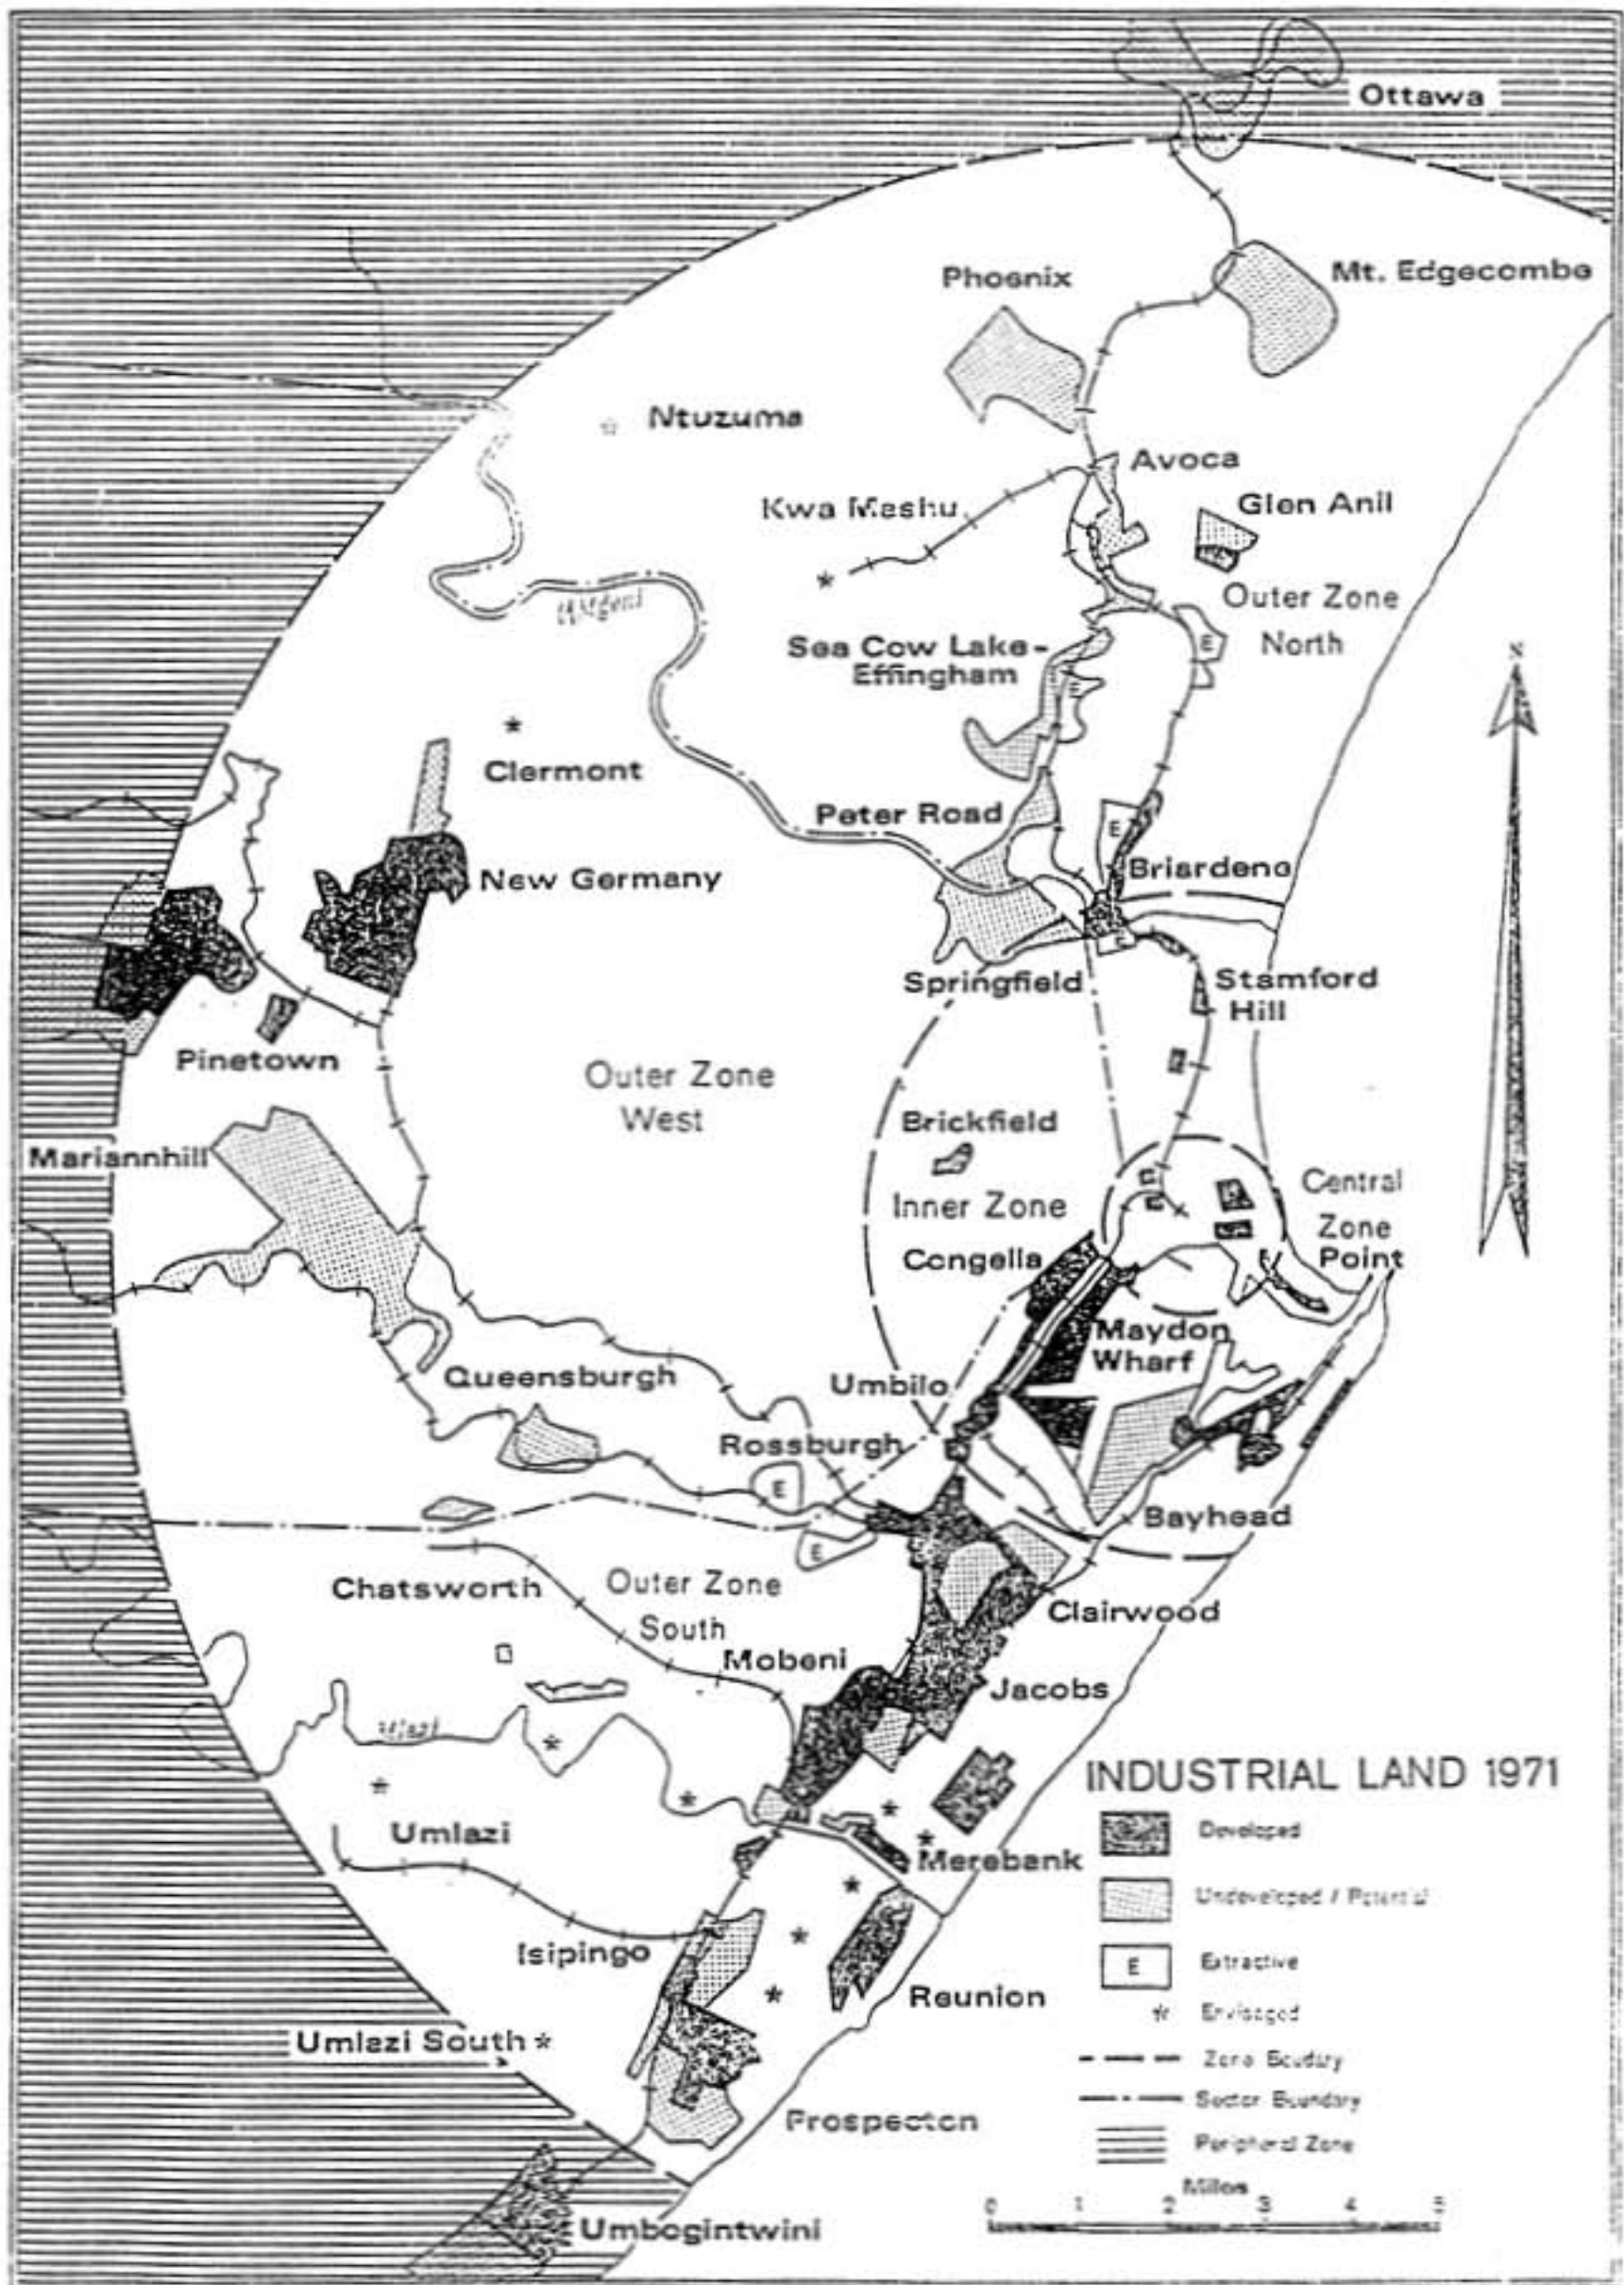 Ottawa
Phoenix
Mt. Edgecombe
Ntuzuma
Avoca
Kwa Mashu
Glen Anil
Outer Zone
North
Sea Cow Lake-
Effingham
E
E
Clermont
Peter Road
E
New Germany
Briardene
Springfield
Stamford
Hill
Pinetown
Outer Zone
West
Brickfield
Mariannhill
Inner Zone
Central
Zone
Congella
Point
Maydon
Wharf
Queensburgh
Umbilo
Rossburgh
E
Bayhead
E
Chatsworth
Outer Zone
South
Clairwood
Mobeni
Jacobs
INDUSTRIAL LAND 1971
Developed
Umlazi
Merebank
Undeveloped / Potential
Isipingo
E
Extractive
Reunion
Envisaged
Umlazi South
Sector Boundary
Prospecton
Peripheral Zone
Miles
0 1 2 3 4 5
Umbogintwini